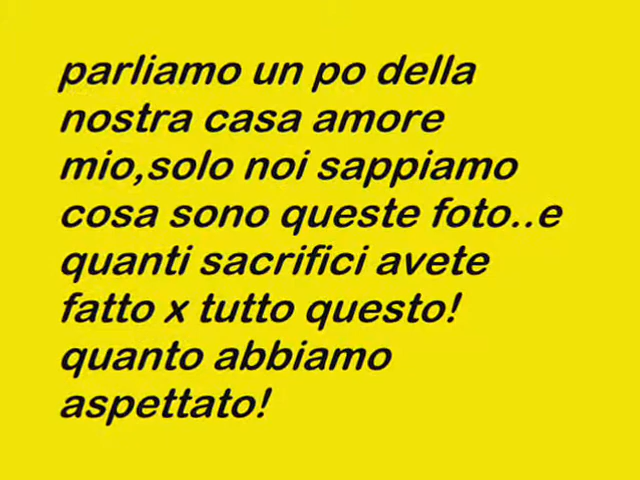 parliamo un po della
nostra casa amore
mio,solo noi sappiamo
cosa sono queste foto..e
quanti sacrifici avete
fatto x tutto questo!
quanto abbiamo
aspettato!